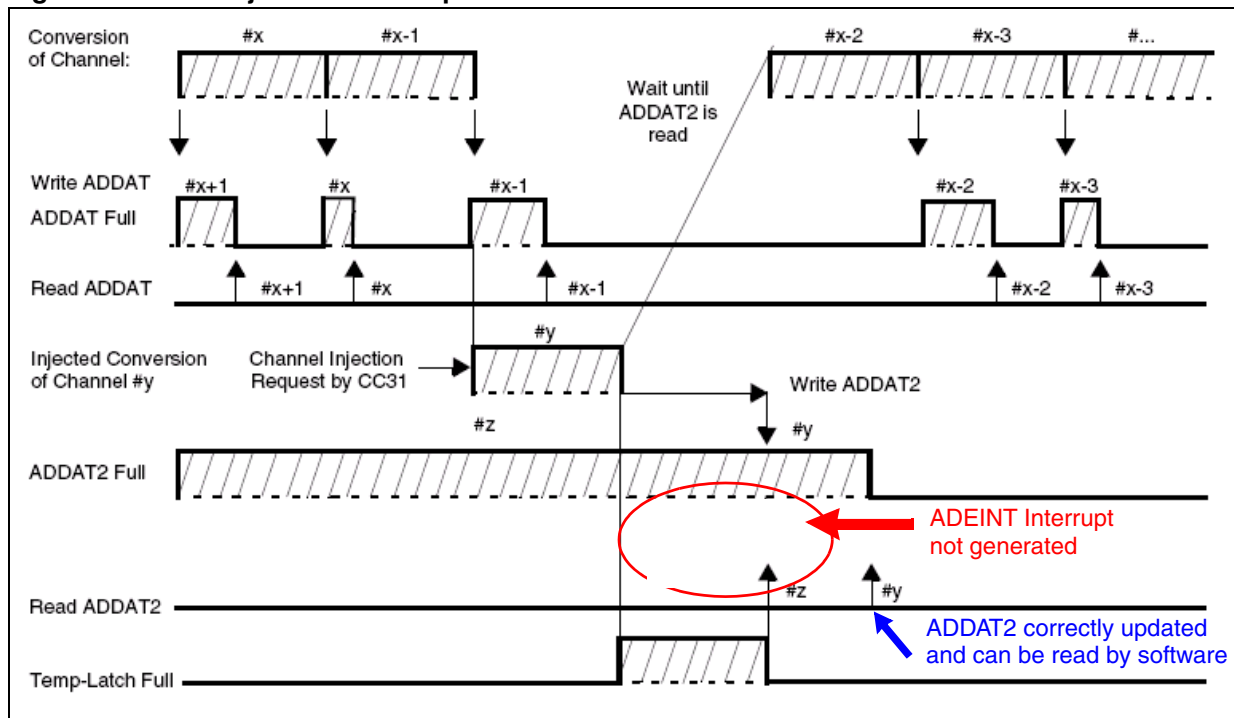 Conversion
of Channel:
#x
#x-1
#x-2
#x-3
#...
Wait until
ADDAT2 is
read
Write ADDAT
ADDAT Full
#x+1
#x
#x-1
#x-2
#x-3
Read ADDAT
#x+1
#x
#x-1
#x-2
#x-3
Injected Conversion
of Channel #y
Channel Injection
Request by CC31
#y
Write ADDAT2
#z
#y
ADDAT2 Full
ADEINT Interrupt
not generated
Read ADDAT2
#z
#y
ADDAT2 correctly updated
and can be read by software
Temp-Latch Full